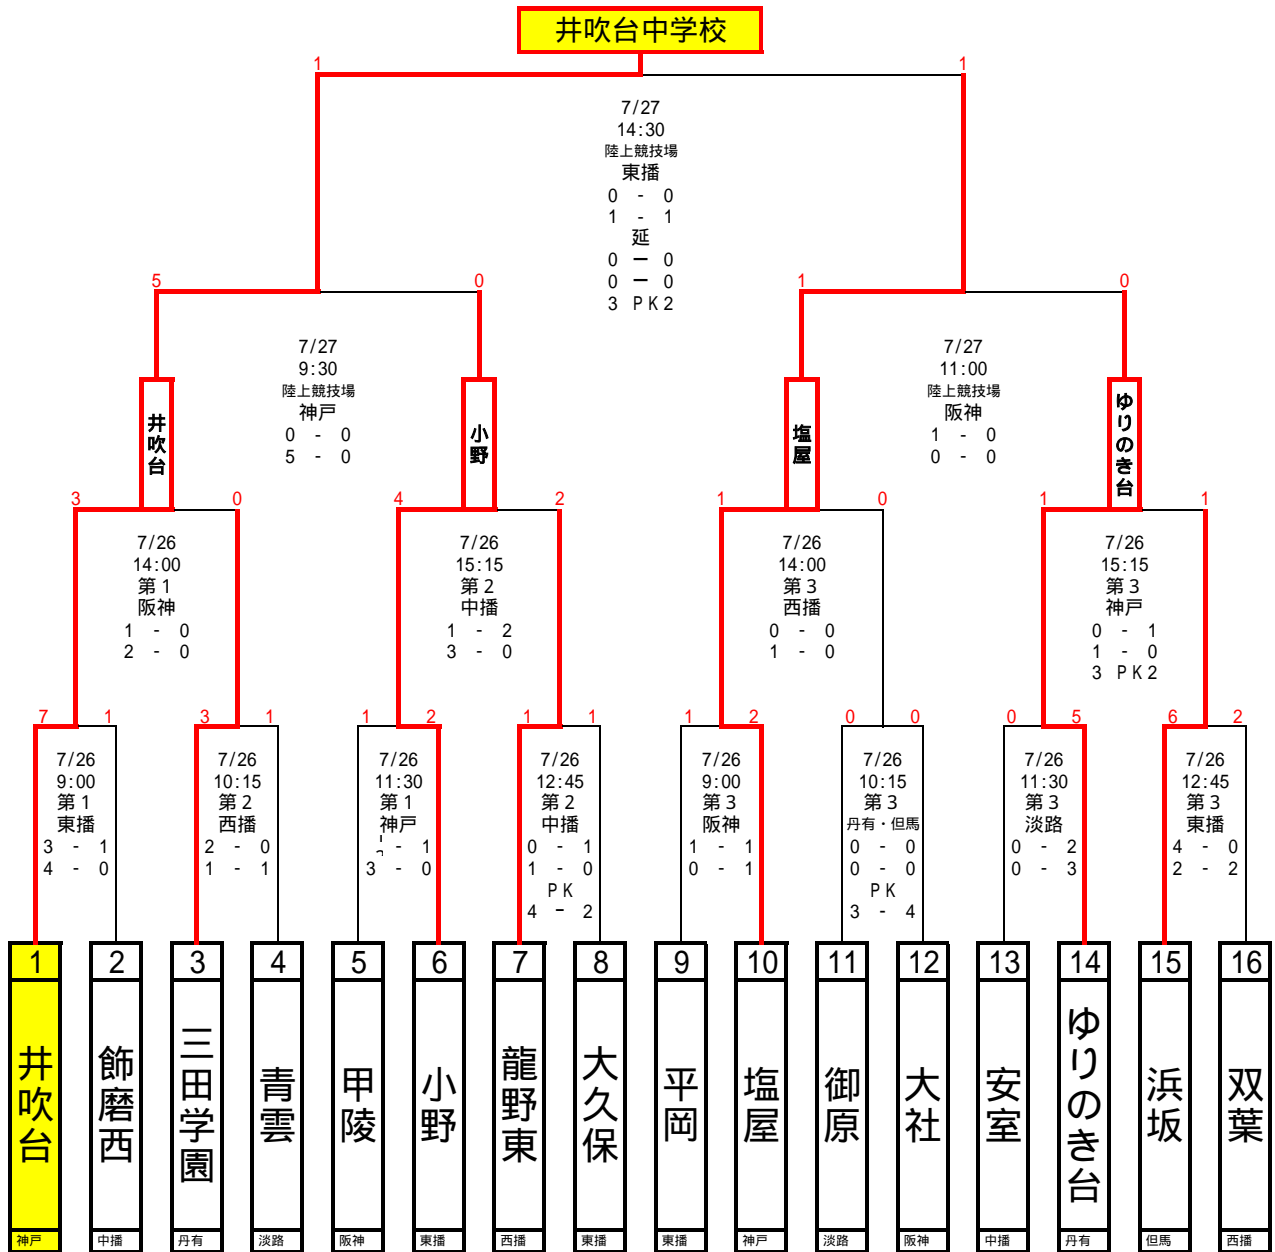 井吹台中学校
1 1
7/27
14:30
陸上競技場
東播
0 - 0
1 - 1
延
0 ー 0
0 ー 0
3 PK 2
5 0 1 0
7/27
9:30
陸上競技場
神戸
0 - 0
5 - 0
7/27
11:00
陸上競技場
阪神
1 - 0
0 - 0
井吹台
小野
塩屋
ゆりのき台
3 0 4 2 1 0 1 1
7/26
14:00
第1
阪神
1 - 0
2 - 0
7/26
15:15
第2
中播
1 - 2
3 - 0
7/26
14:00
第3
西播
0 - 0
1 - 0
7/26
15:15
第3
神戸
0 - 1
1 - 0
3 PK 2
7 1 3 1 1 2 1 1 1 2 0 0 0 5 6 2
7/26
9:00
第1
東播
3 - 1
4 - 0
7/26
10:15
第2
西播
2 - 0
1 - 1
7/26
11:30
第1
神戸
- 1
3 - 0
7/26
12:45
第2
中播
0 - 1
1 - 0
PK
4 ー 2
7/26
9:00
第3
阪神
1 - 1
0 - 1
7/26
10:15
第3
丹有・但馬
0 - 0
0 - 0
PK
3 - 4
7/26
11:30
第3
淡路
0 - 2
0 - 3
7/26
12:45
第3
東播
4 - 0
2 - 2
1 2 3 4 5 6 7 8 9 10 11 12 13 14 15 16
井吹台
飾磨西
三田学園
青雲
甲陵
小野
龍野東
大久保
平岡
塩屋
御原
大社
安室
ゆりのき台
浜坂
双葉
神戸 中播 丹有 淡路 阪神 東播 西播 東播 東播 神戸 淡路 阪神 中播 丹有 但馬 西播